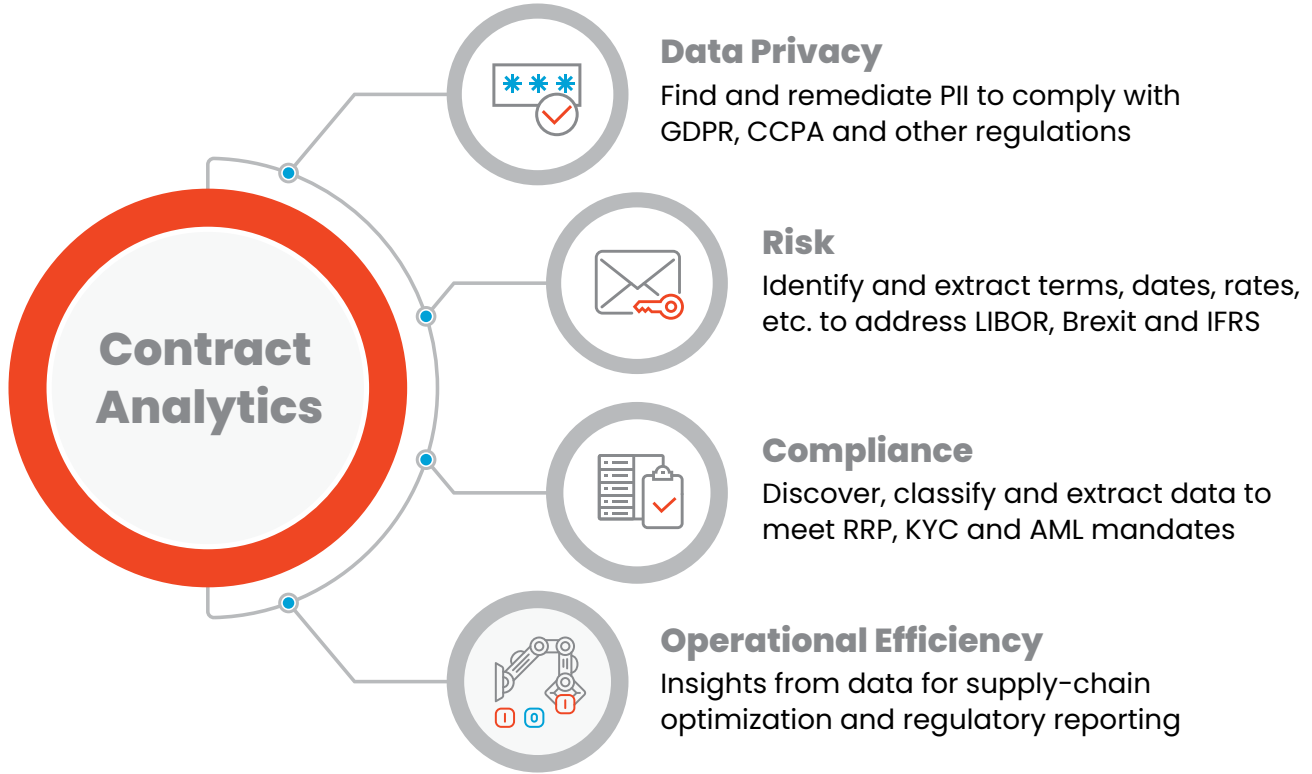 Contract
Analytics
Data Privacy
Find and remediate PII to comply with
GDPR, CCPA and other regulations
Risk
Identify and extract terms, dates, rates,
etc. to address LIBOR, Brexit and IFRS
Compliance
Discover, classify and extract data to
meet RRP, KYC and AML mandates
Operational Efficiency
Insights from data for supply-chain
optimization and regulatory reporting